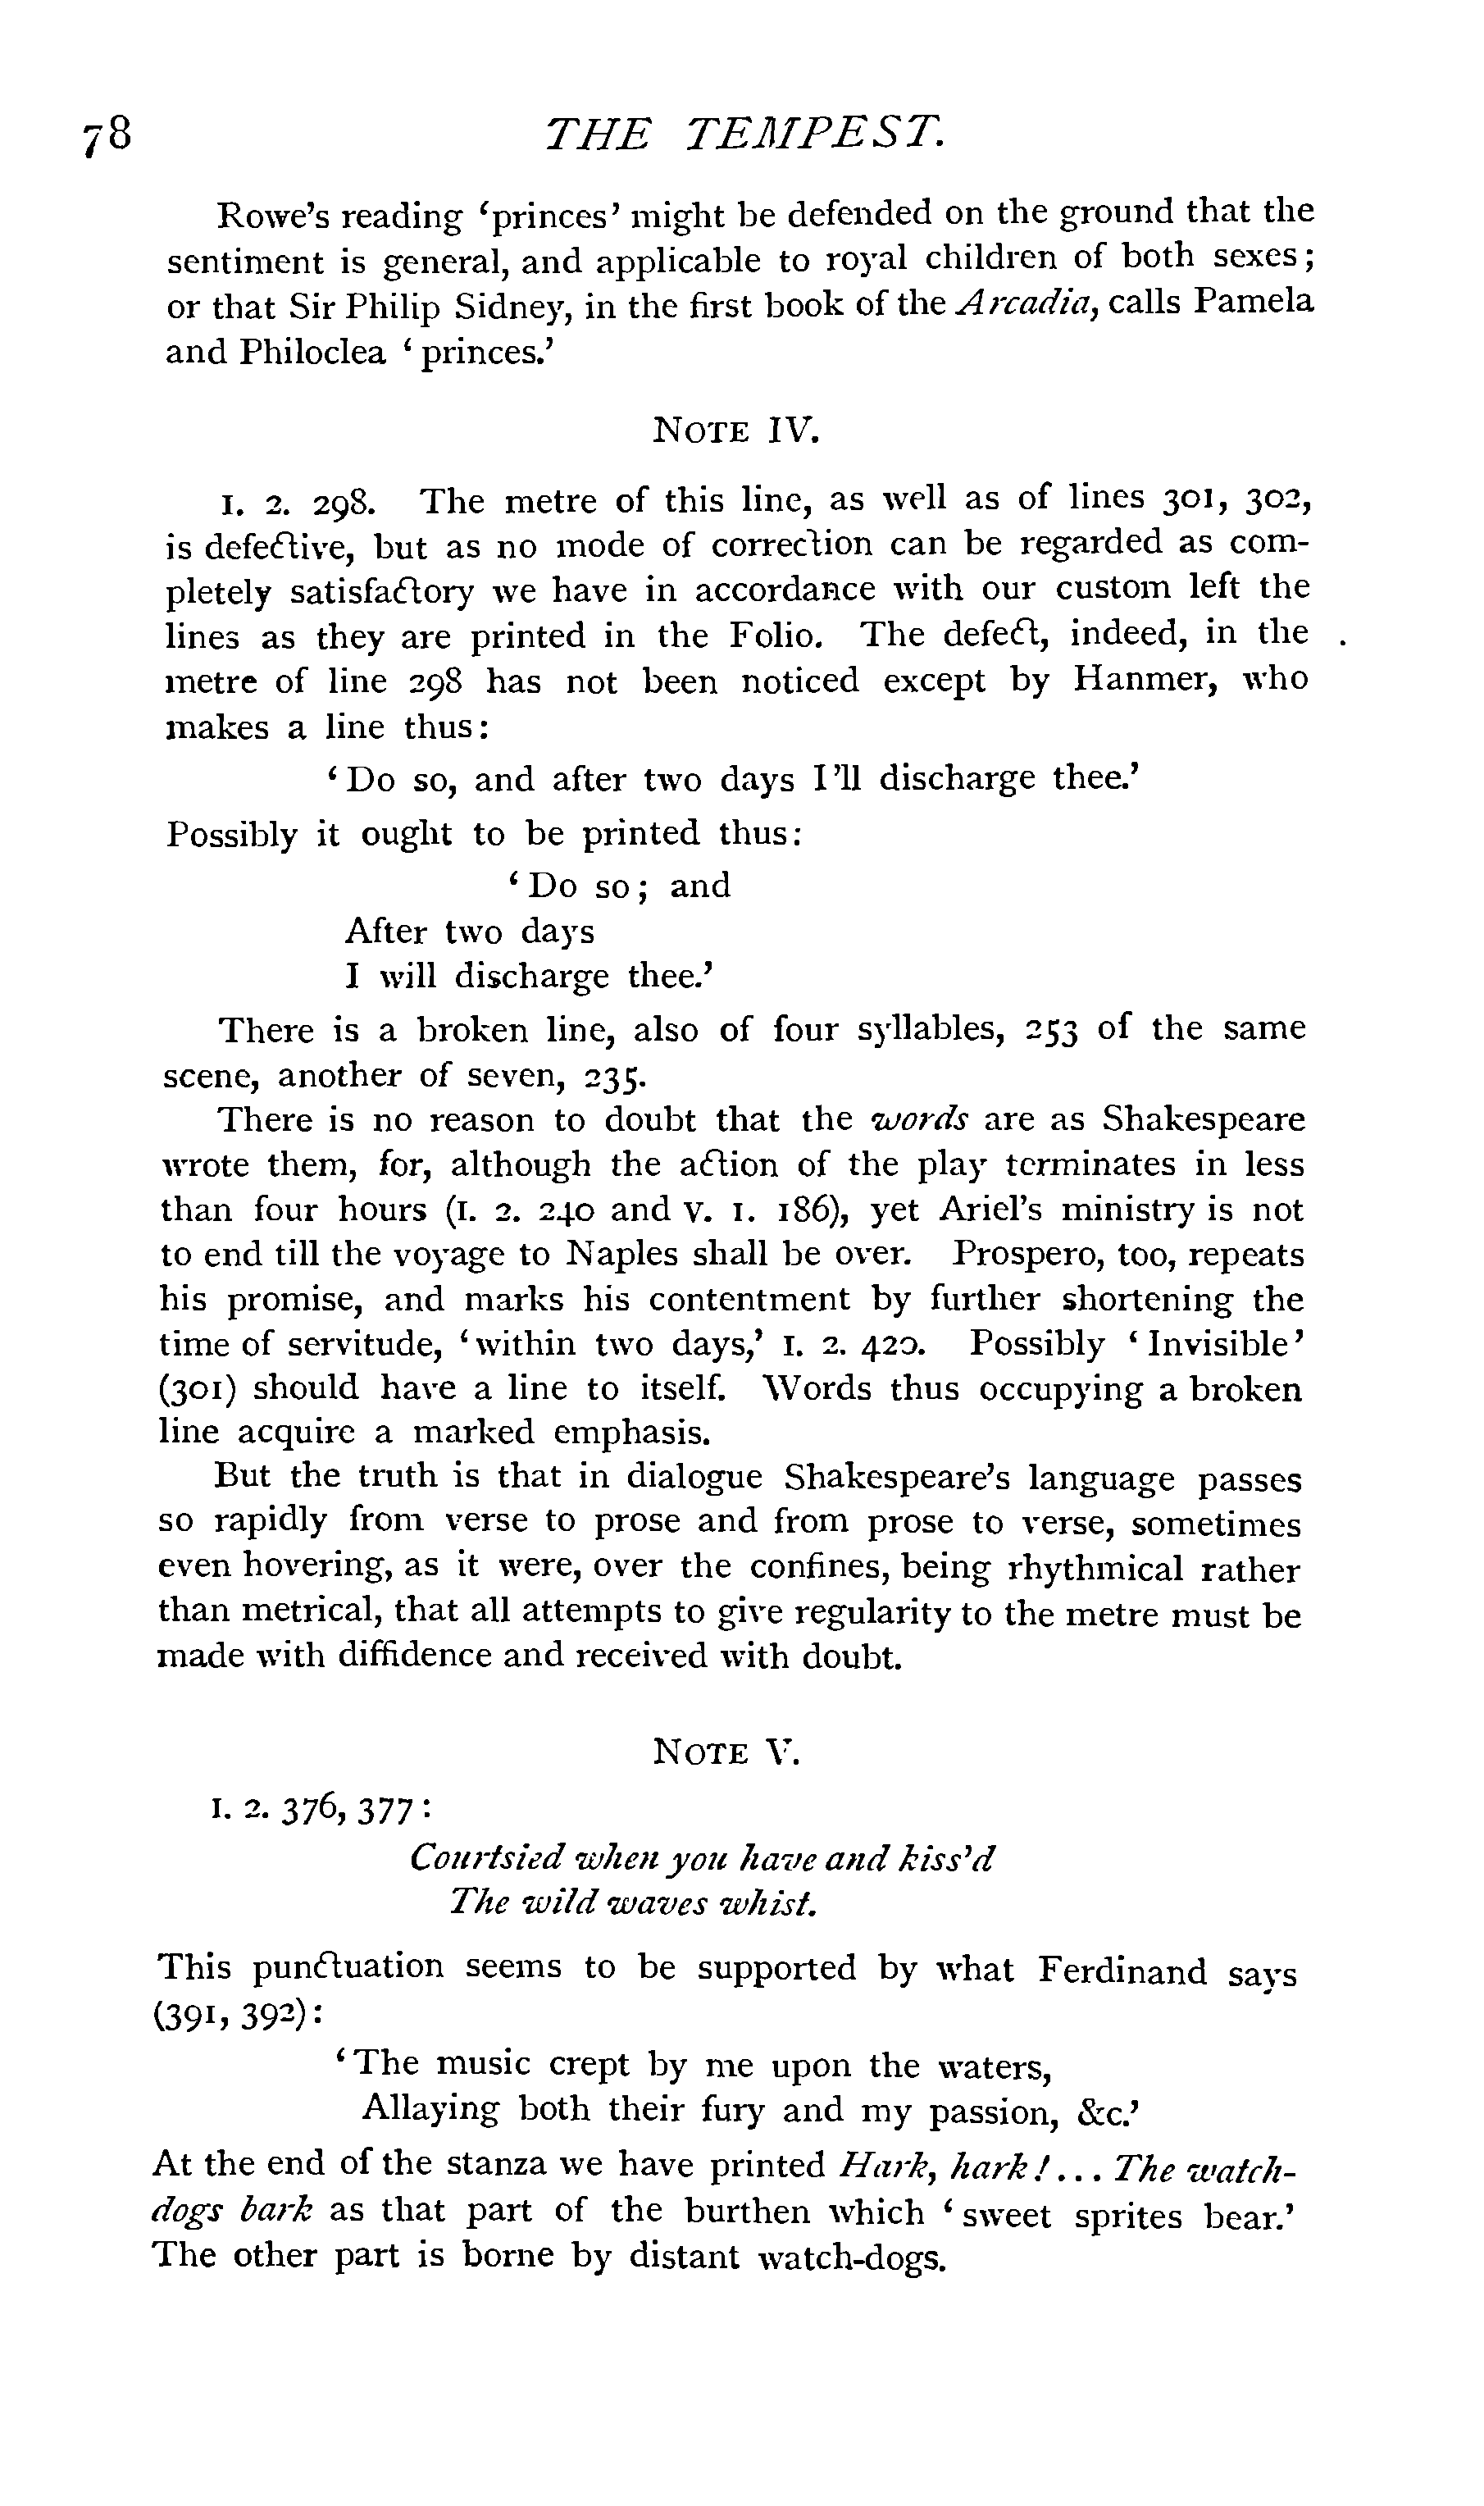 78 THE TEMPEST.
Rowe's reading ‘princes’ might be defended on the ground that the
sentiment is general, and applicable to royal children of both sexes;
or that Sir Philip Sidney, in the first book of the Arcadia, calls Pamela
and Philoclea ‘princes.’
NOTE IV.
I. 2. 298. The metre of this line, as well as of lines 301, 302,
is defective, but as no mode of correction can be regarded as com-
pletely satisfactory we have in accordance with our custom left the
lines as they are printed in the Folio. The defect, indeed, in the
metre of line 298 has not been noticed except by Hanmer, who
makes a line thus:
‘Do so, and after two days I'll discharge thee.’
Possibly it ought to be printed thus:
‘Do so; and
After two days
I will discharge thee.’
There is a broken line, also of four syllables, 253 of the same
scene, another of seven, 235.
There is no reason to doubt that the words are as Shakespeare
wrote them, for, although the action of the play terminates in less
than four hours (I. 2. 240 and V. 1. 186), yet Ariel's ministry is not
to end till the voyage to Naples shall be over. Prospero, too, repeats
his promise, and marks his contentment by further shortening the
time of servitude, ‘within two days,’ I. 2. 420. Possibly ‘Invisible’
(301) should have a line to itself. Words thus occupying a broken
line acquire a marked emphasis.
But the truth is that in dialogue Shakespeare's language passes
so rapidly from verse to prose and from prose to verse, sometimes
even hovering, as it were, over the confines, being rhythmical rather
than metrical, that all attempts to give regularity to the metre must be
made with diffidence and received with doubt.
NOTE V.
I. 2. 376, 377:
Courtsied when you have and kiss'd
The wild waves whist.
This punctuation seems to be supported by what Ferdinand says
(391, 392):
‘The music crept by me upon the waters,
Allaying both their fury and my passion, &c.’
At the end of the stanza we have printed Hark, hark!... The watch-
dogs bark as that part of the burthen which ‘sweet sprites bear.’
The other part is borne by distant watch-dogs.